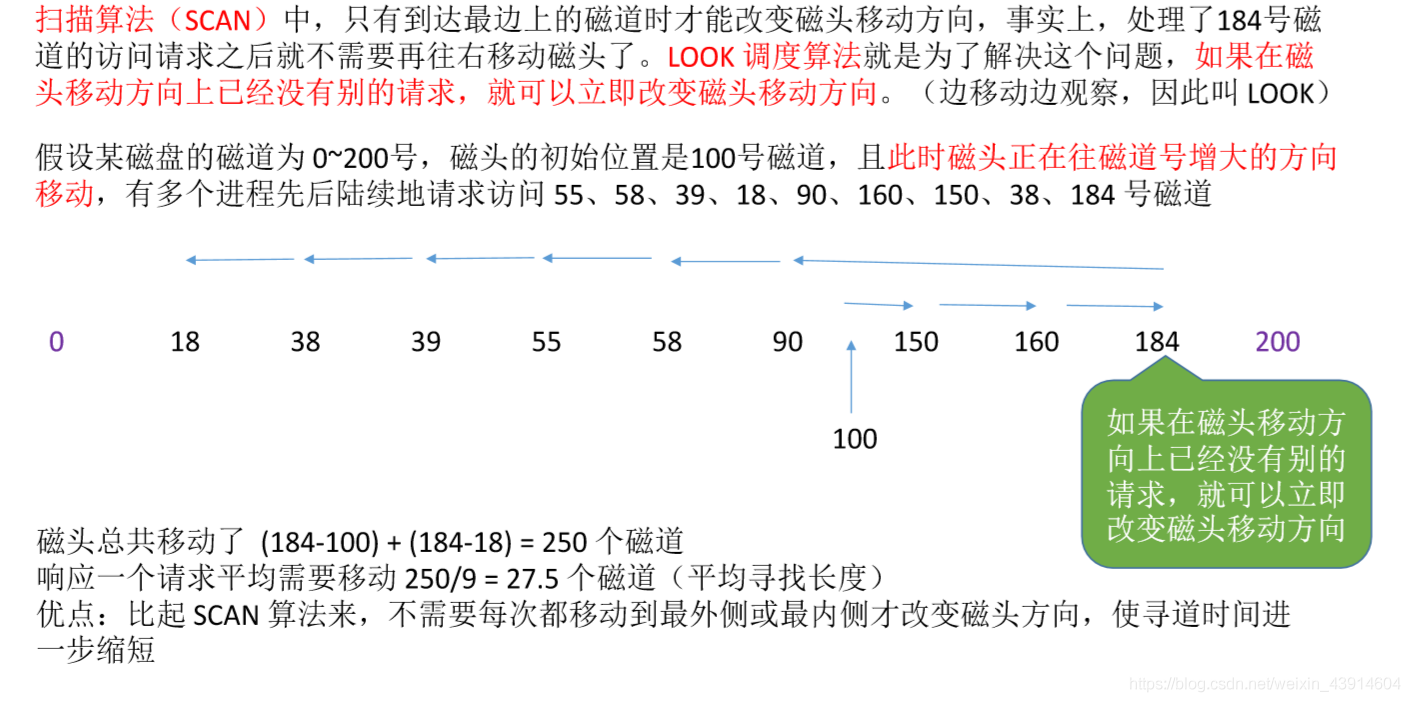 扫描算法（SCAN）中，只有到达最边上的磁道时才能改变磁头移动方向，事实上，处理了184号磁
道的访问请求之后就不需要再往右移动磁头了。LOOK 调度算法就是为了解决这个问题，如果在磁
头移动方向上已经没有别的请求，就可以立即改变磁头移动方向。（边移动边观察，因此叫 LOOK）
假设某磁盘的磁道为 0~200号，磁头的初始位置是100号磁道，且此时磁头正在往磁道号增大的方向
移动，有多个进程先后陆续地请求访问 55、58、39、18、90、160、150、38、184 号磁道
0 18 38 39 55 58 90 150 160 184 200
100
如果在磁头移动方
向上已经没有别的
请求，就可以立即
改变磁头移动方向
磁头总共移动了 (184-100) + (184-18) = 250 个磁道
响应一个请求平均需要移动 250/9 = 27.5 个磁道（平均寻找长度）
优点：比起 SCAN 算法来，不需要每次都移动到最外侧或最内侧才改变磁头方向，使寻道时间进
一步缩短
https://blog.csdn.net/weixin_43914604